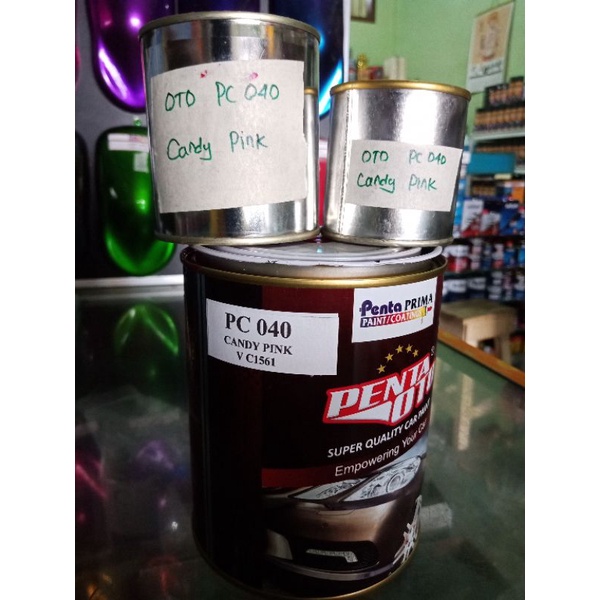 OTO PC 040
Candy Pink
OTO PC 040
Candy Pink
PC 040
CANDY PINK
V C1561
Penta PRIMA
PAINT/COATING
PENTA
OTO
SUPER QUALITY CAR PAINT
Empowering Your